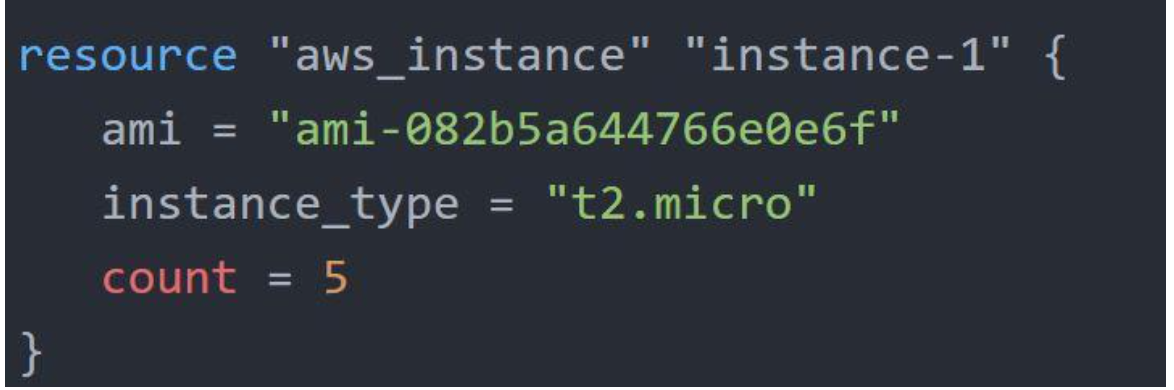 resource "aws_instance" "instance-1" {
ami = "ami-082b5a644766e0e6f"
instance_type = "t2.micro"
count = 5
}